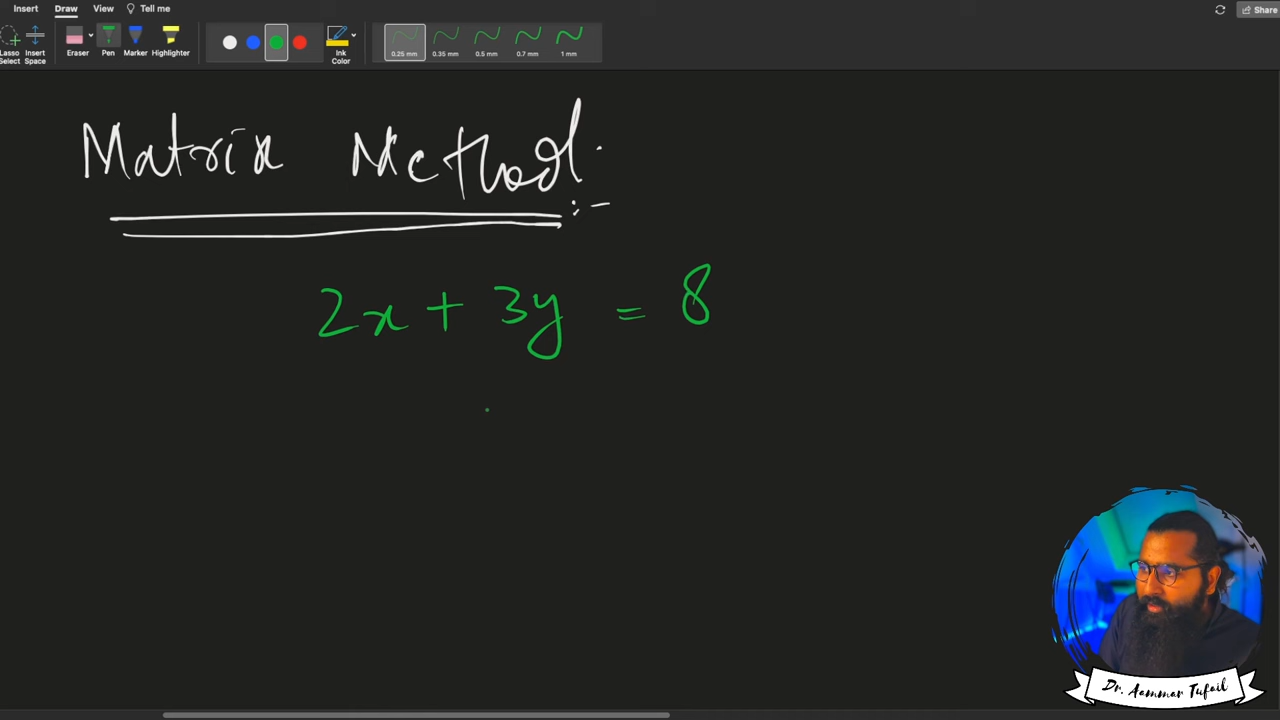 Insert Draw View Tell me Share
Lasso Select Insert Space Eraser Pen Marker Highlighter Ink Color 0.25 mm 0.35 mm 0.5 mm 0.7 mm 1 mm
Matrix Method :-
2x + 3y = 8
Dr. Aammar Tufail